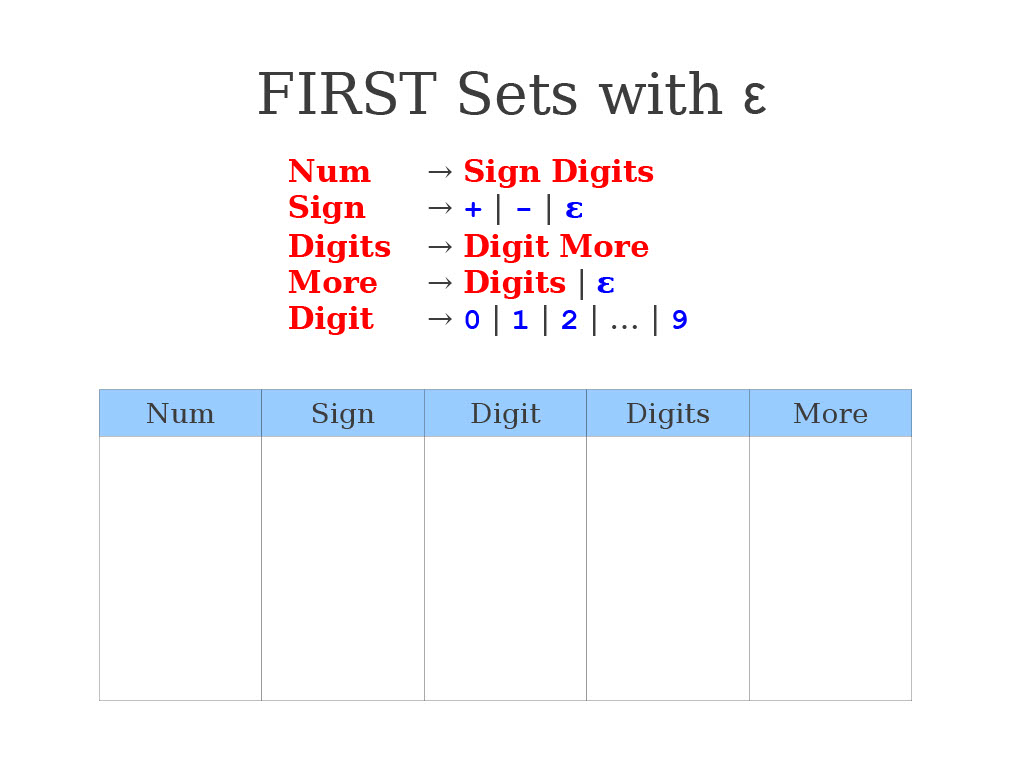 FIRST Sets with ε
Num → Sign Digits
Sign → + | – | ε
Digits → Digit More
More → Digits | ε
Digit → 0 | 1 | 2 | … | 9
Num Sign Digit Digits More